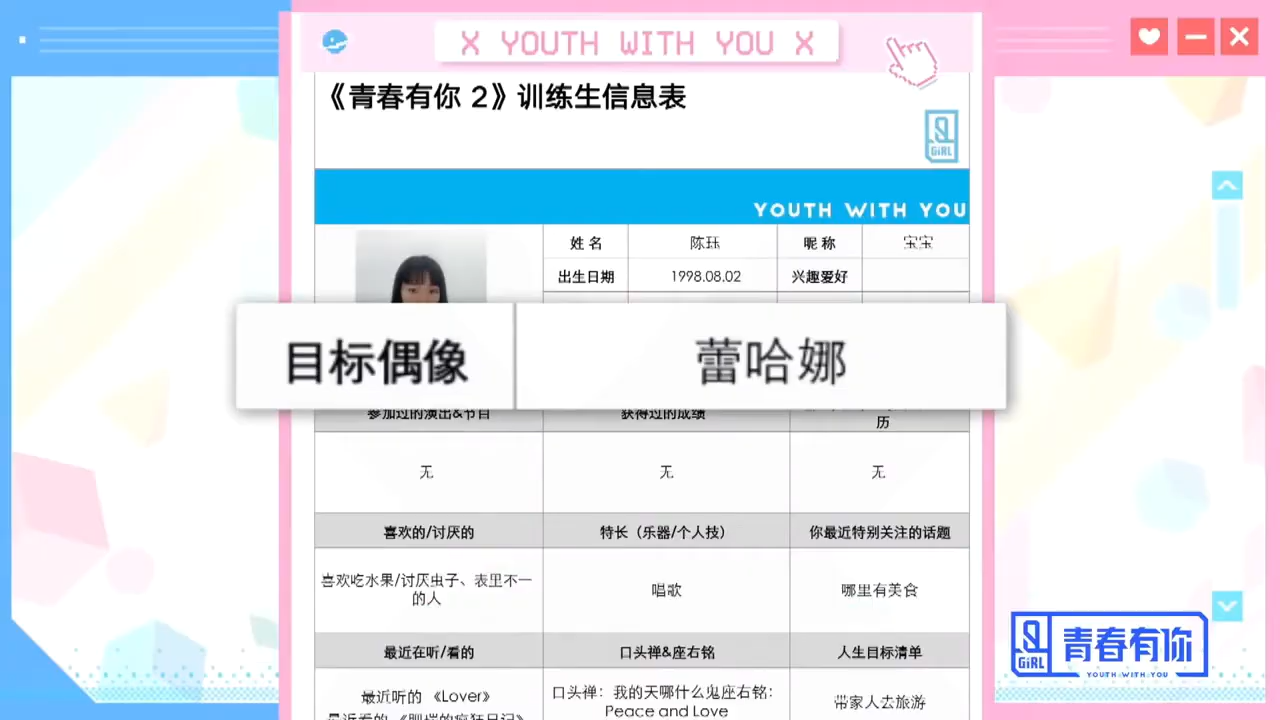 X YOUTH WITH YOU X
《青春有你 2》训练生信息表
GiRL
YOUTH WITH YOU
姓 名 陈珏 昵 称 宝宝
出生日期 1998.08.02 兴趣爱好
目标偶像 蕾哈娜
参加过的演出&节目 获得过的成绩 历
无 无 无
喜欢的/讨厌的 特长（乐器/个人技） 你最近特别关注的话题
喜欢吃水果/讨厌虫子、表里不一的人 唱歌 哪里有美食
最近在听/看的 口头禅&座右铭 人生目标清单
最近听的 《Lover》
口头禅：我的天哪什么鬼座右铭：
Peace and Love
带家人去旅游
GiRL 青春有你
YOUTH WITH YOU